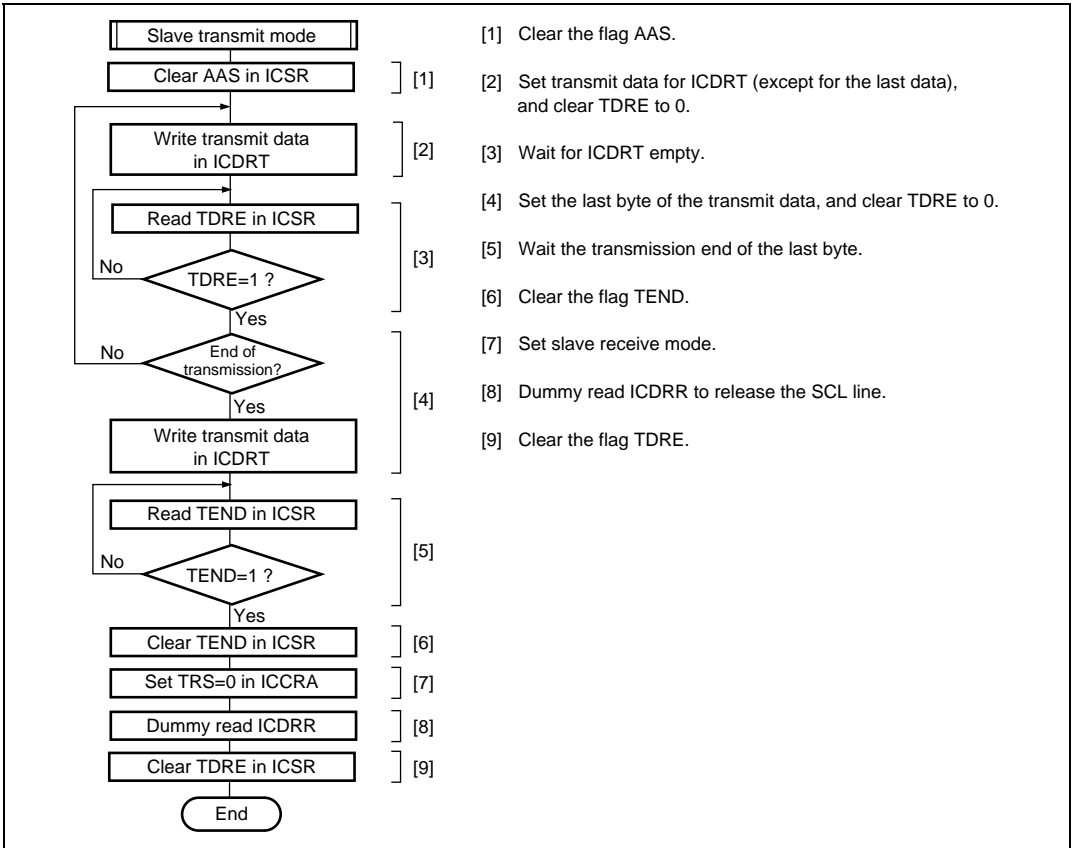 Slave transmit mode
Clear AAS in ICSR
[1]
Write transmit data
in ICDRT
[2]
Read TDRE in ICSR
No
TDRE=1 ?
[3]
Yes
No
End of
transmission?
Yes
[4]
Write transmit data
in ICDRT
Read TEND in ICSR
No
TEND=1 ?
[5]
Yes
Clear TEND in ICSR
[6]
Set TRS=0 in ICCRA
[7]
Dummy read ICDRR
[8]
Clear TDRE in ICSR
[9]
End
[1] Clear the flag AAS.
[2] Set transmit data for ICDRT (except for the last data),
and clear TDRE to 0.
[3] Wait for ICDRT empty.
[4] Set the last byte of the transmit data, and clear TDRE to 0.
[5] Wait the transmission end of the last byte.
[6] Clear the flag TEND.
[7] Set slave receive mode.
[8] Dummy read ICDRR to release the SCL line.
[9] Clear the flag TDRE.